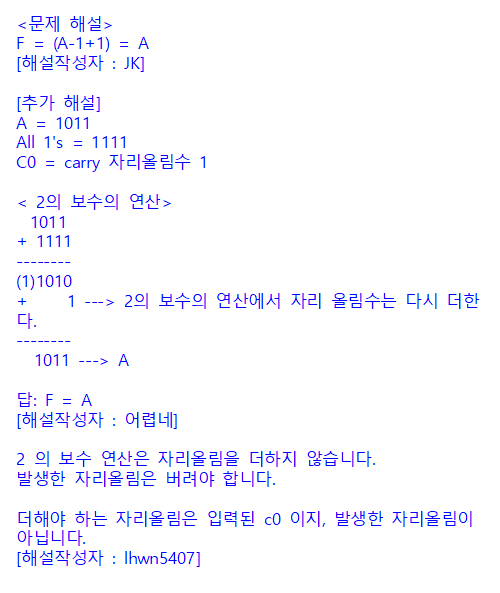 <문제 해설>
F = (A-1+1) = A
[해설작성자 : JK]
[추가 해설]
A = 1011
All 1's = 1111
C0 = carry 자리올림수 1
< 2의 보수의 연산>
1011
+ 1111
--------
(1)1010
+ 1 ---> 2의 보수의 연산에서 자리 올림수는 다시 더한
다.
--------
1011 ---> A
답: F = A
[해설작성자 : 어렵네]
2 의 보수 연산은 자리올림을 더하지 않습니다.
발생한 자리올림은 버려야 합니다.
더해야 하는 자리올림은 입력된 c0 이지, 발생한 자리올림이
아닙니다.
[해설작성자 : lhwn5407]